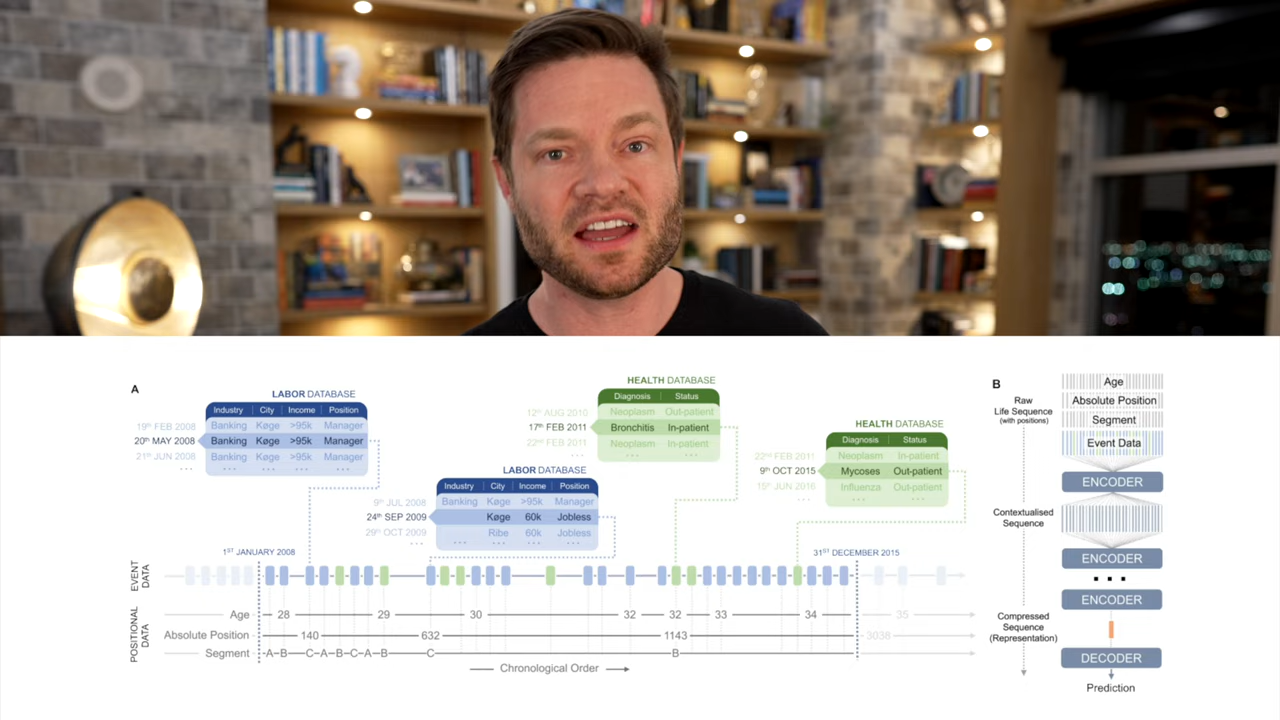 A
LABOR DATABASE
Industry City Income Position
19th FEB 2008 Banking Køge >95k Manager
20th MAY 2008 Banking Køge >95k Manager
21th JUN 2008 Banking Køge >95k Manager
... ... ... ... ...
LABOR DATABASE
Industry City Income Position
9th JUL 2008 Banking Køge >95k Manager
24th SEP 2009 Køge 60k Jobless
29th OCT 2009 Ribe 60k Jobless
... ... ... ... ...
HEALTH DATABASE
Diagnosis Status
12th AUG 2010 Neoplasm Out-patient
17th FEB 2011 Bronchitis In-patient
22nd FEB 2011 Neoplasm In-patient
... ... ...
HEALTH DATABASE
Diagnosis Status
22nd FEB 2011 Neoplasm In-patient
9th OCT 2015 Mycoses Out-patient
15th JUN 2016 Influenza Out-patient
... ... ...
1ST JANUARY 2008
31ST DECEMBER 2015
EVENT DATA
POSITIONAL DATA
Age 28 29 30 32 32 33 34 35
Absolute Position 140 632 1143 3038
Segment A-B C-A-B-C-A-B C B
Chronological Order
B
Raw
Life Sequence
(with positions)
Age
Absolute Position
Segment
Event Data
ENCODER
Contextualised
Sequence
ENCODER
...
ENCODER
Compressed
Sequence
(Representation)
DECODER
Prediction